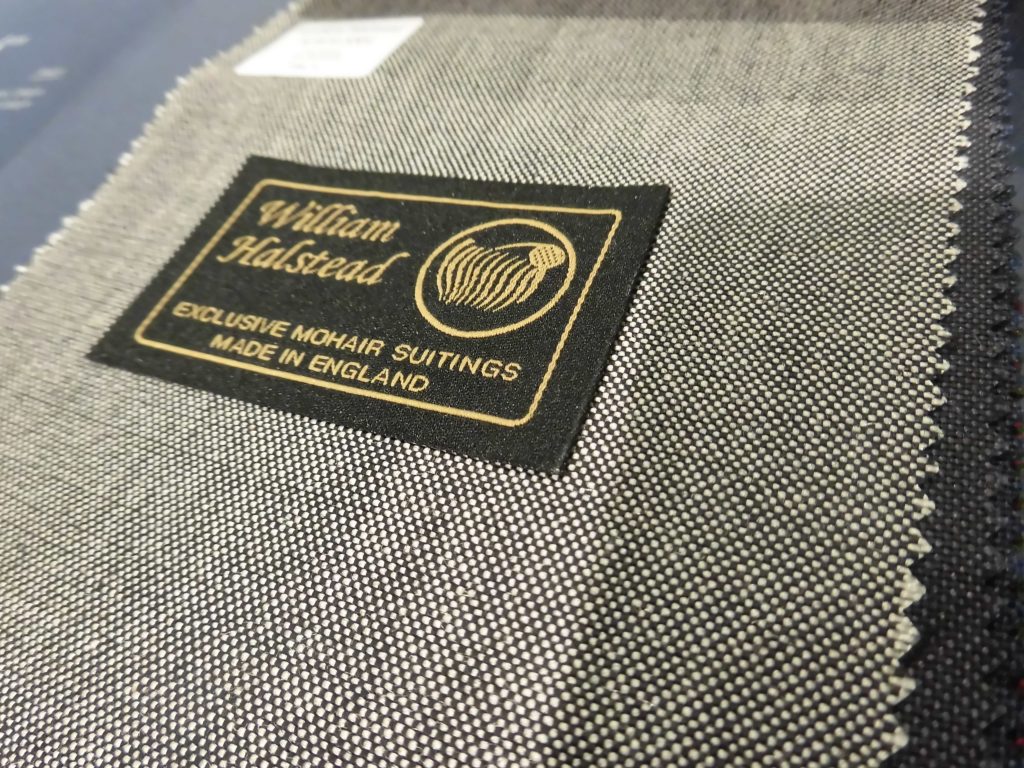 William
Halstead
EXCLUSIVE MOHAIR SUITINGS
MADE IN ENGLAND